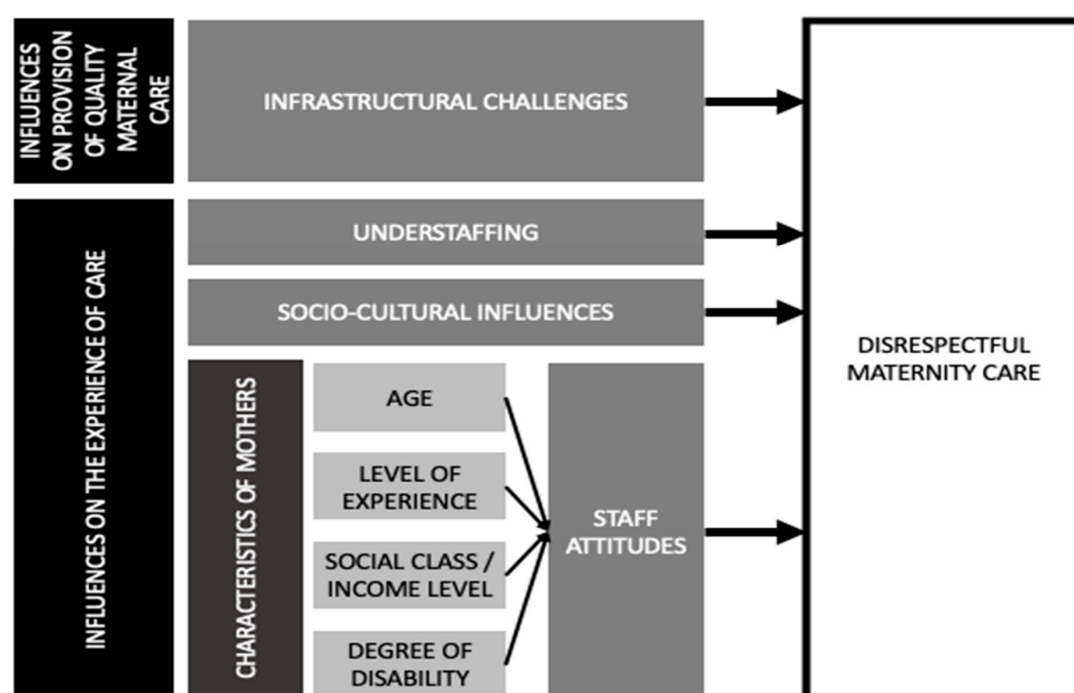 INFLUENCES
ON PROVISION
OF QUALITY
MATERNAL
CARE
INFRASTRUCTURAL CHALLENGES
INFLUENCES ON THE EXPERIENCE OF CARE
UNDERSTAFFING
SOCIO-CULTURAL INFLUENCES
CHARACTERISTICS OF MOTHERS
AGE
LEVEL OF
EXPERIENCE
SOCIAL CLASS /
INCOME LEVEL
DEGREE OF
DISABILITY
STAFF
ATTITUDES
DISRESPECTFUL
MATERNITY CARE